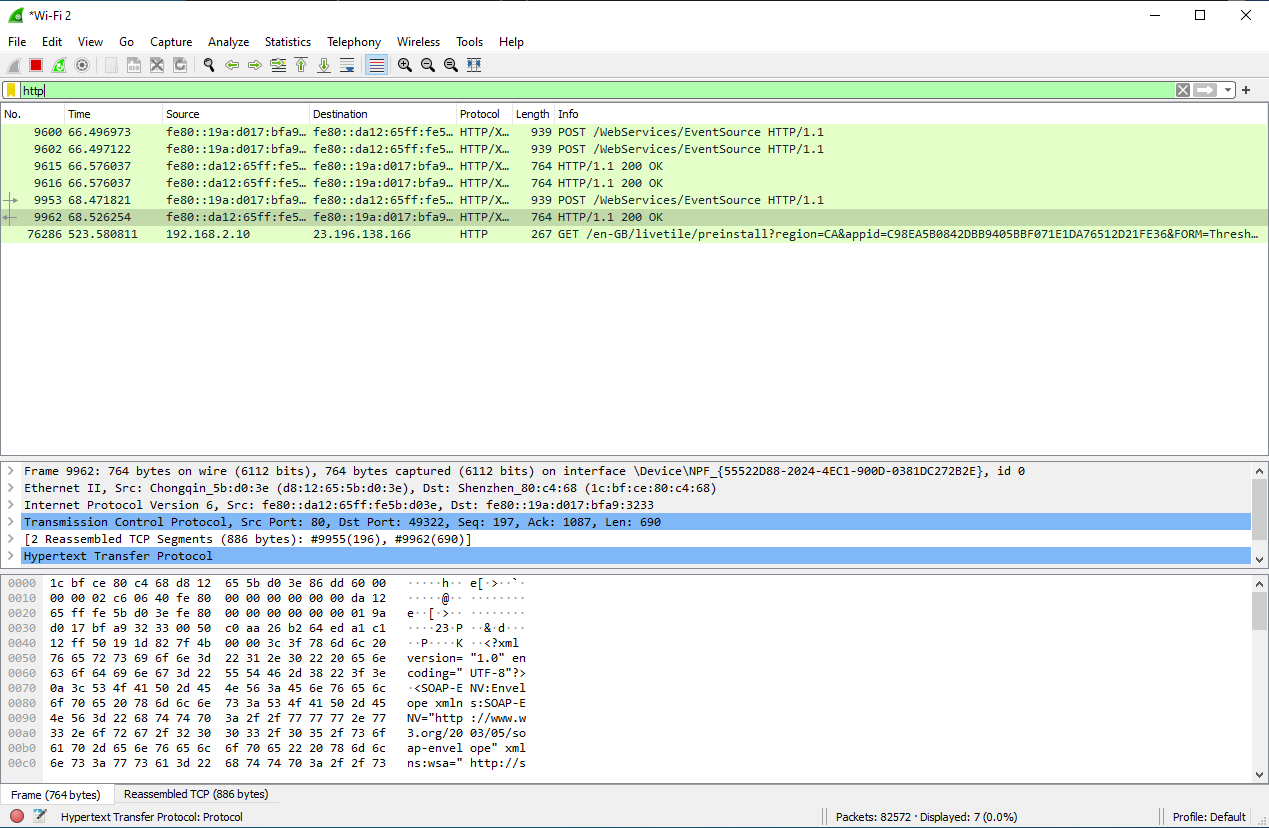 *Wi-Fi 2
File Edit View Go Capture Analyze Statistics Telephony Wireless Tools Help
http
No. Time Source Destination Protocol Length Info
9600 66.496973 fe80::19a:d017:bfa9… fe80::da12:65ff:fe5… HTTP/X… 939 POST /WebServices/EventSource HTTP/1.1
9602 66.497122 fe80::19a:d017:bfa9… fe80::da12:65ff:fe5… HTTP/X… 939 POST /WebServices/EventSource HTTP/1.1
9615 66.576037 fe80::da12:65ff:fe5… fe80::19a:d017:bfa9… HTTP/X… 764 HTTP/1.1 200 OK
9616 66.576037 fe80::da12:65ff:fe5… fe80::19a:d017:bfa9… HTTP/X… 764 HTTP/1.1 200 OK
9953 68.471821 fe80::19a:d017:bfa9… fe80::da12:65ff:fe5… HTTP/X… 939 POST /WebServices/EventSource HTTP/1.1
9962 68.526254 fe80::da12:65ff:fe5… fe80::19a:d017:bfa9… HTTP/X… 764 HTTP/1.1 200 OK
76286 523.580811 192.168.2.10 23.196.138.166 HTTP 267 GET /en-GB/livetile/preinstall?region=CA&appid=C98EA5B0842DBB9405BBF071E1DA76512D21FE36&FORM=Thresh…
Frame 9962: 764 bytes on wire (6112 bits), 764 bytes captured (6112 bits) on interface \Device\NPF_{55522D88-2024-4EC1-900D-0381DC272B2E}, id 0
Ethernet II, Src: Chongqin_5b:d0:3e (d8:12:65:5b:d0:3e), Dst: Shenzhen_80:c4:68 (1c:bf:ce:80:c4:68)
Internet Protocol Version 6, Src: fe80::da12:65ff:fe5b:d03e, Dst: fe80::19a:d017:bfa9:3233
Transmission Control Protocol, Src Port: 80, Dst Port: 49322, Seq: 197, Ack: 1087, Len: 690
[2 Reassembled TCP Segments (886 bytes): #9955(196), #9962(690)]
Hypertext Transfer Protocol
0000 1c bf ce 80 c4 68 d8 12 65 5b d0 3e 86 dd 60 00 ·····h·· e[·>··`·
0010 00 00 02 c6 06 40 fe 80 00 00 00 00 00 00 da 12 ·····@·· ········
0020 65 ff fe 5b d0 3e fe 80 00 00 00 00 00 00 01 9a e··[·>·· ········
0030 d0 17 bf a9 32 33 00 50 c0 aa 26 b2 64 ed a1 c1 ····23·P ··&·d···
0040 12 ff 50 19 1d 82 7f 4b 00 00 3c 3f 78 6d 6c 20 ··P····K ··<?xml
0050 76 65 72 73 69 6f 6e 3d 22 31 2e 30 22 20 65 6e version= "1.0" en
0060 63 6f 64 69 6e 67 3d 22 55 54 46 2d 38 22 3f 3e coding=" UTF-8"?>
0070 0a 3c 53 4f 41 50 2d 45 4e 56 3a 45 6e 76 65 6c ·<SOAP-E NV:Envel
0080 6f 70 65 20 78 6d 6c 6e 73 3a 53 4f 41 50 2d 45 ope xmln s:SOAP-E
0090 4e 56 3d 22 68 74 74 70 3a 2f 2f 77 77 77 2e 77 NV="http ://www.w
00a0 33 2e 6f 72 67 2f 32 30 30 33 2f 30 35 2f 73 6f 3.org/20 03/05/so
00b0 61 70 2d 65 6e 76 65 6c 6f 70 65 22 20 78 6d 6c ap-envel ope" xml
00c0 6e 73 3a 77 73 61 3d 22 68 74 74 70 3a 2f 2f 73 ns:wsa=" http://s
Frame (764 bytes) Reassembled TCP (886 bytes)
Hypertext Transfer Protocol: Protocol Packets: 82572 · Displayed: 7 (0.0%) Profile: Default